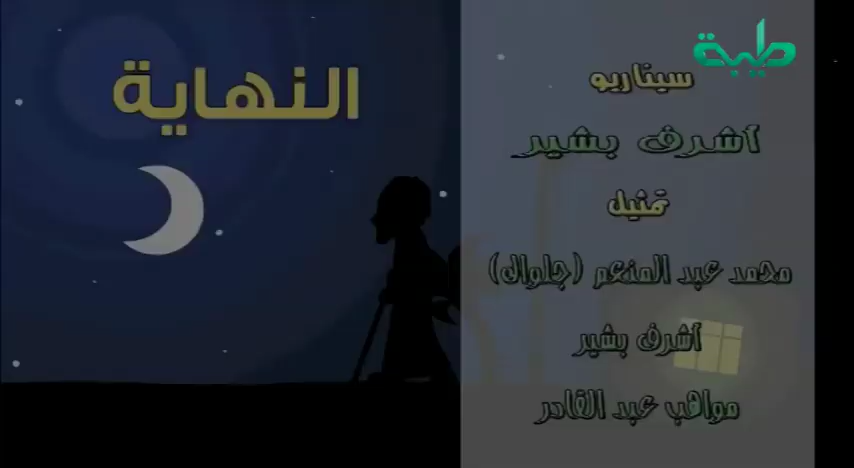 طيبة
النهاية
سيناريو
أشرف بشير
تمثيل
محمد عبد المنعم (جلواك)
أشرف بشير
مواهب عبد القادر